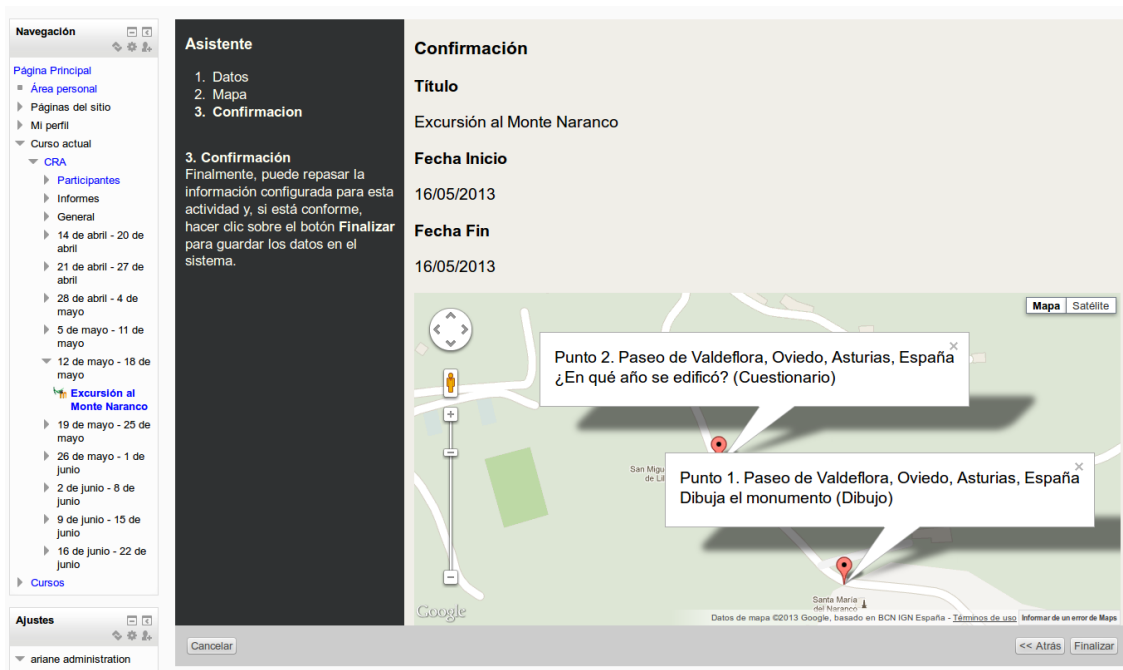 Navegación
Página Principal
Área personal
Páginas del sitio
Mi perfil
Curso actual
CRA
Participantes
Informes
General
14 de abril - 20 de
abril
21 de abril - 27 de
abril
28 de abril - 4 de
mayo
5 de mayo - 11 de
mayo
12 de mayo - 18 de
mayo
Excursión al
Monte Naranco
19 de mayo - 25 de
mayo
26 de mayo - 1 de
junio
2 de junio - 8 de
junio
9 de junio - 15 de
junio
16 de junio - 22 de
junio
Cursos
Ajustes
ariane administration
Asistente
1. Datos
2. Mapa
3. Confirmacion
3. Confirmación
Finalmente, puede repasar la
información configurada para esta
actividad y, si está conforme,
hacer clic sobre el botón Finalizar
para guardar los datos en el
sistema.
Confirmación
Título
Excursión al Monte Naranco
Fecha Inicio
16/05/2013
Fecha Fin
16/05/2013
Mapa Satélite
Punto 2. Paseo de Valdeflora, Oviedo, Asturias, España
¿En qué año se edificó? (Cuestionario)
San Migu
de Lil
Punto 1. Paseo de Valdeflora, Oviedo, Asturias, España
Dibuja el monumento (Dibujo)
Santa María
del Naranco
Google
Datos de mapa ©2013 Google, basado en BCN IGN España - Términos de uso Informar de un error de Maps
Cancelar
<< Atrás Finalizar